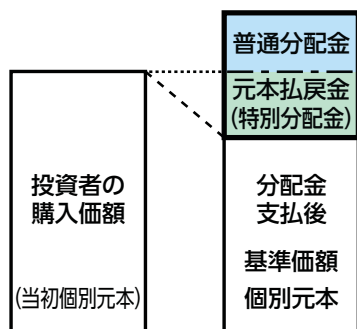 普通分配金
元本払戻金
(特別分配金)
投資者の
購入価額
(当初個別元本)
分配金
支払後
基準価額
個別元本